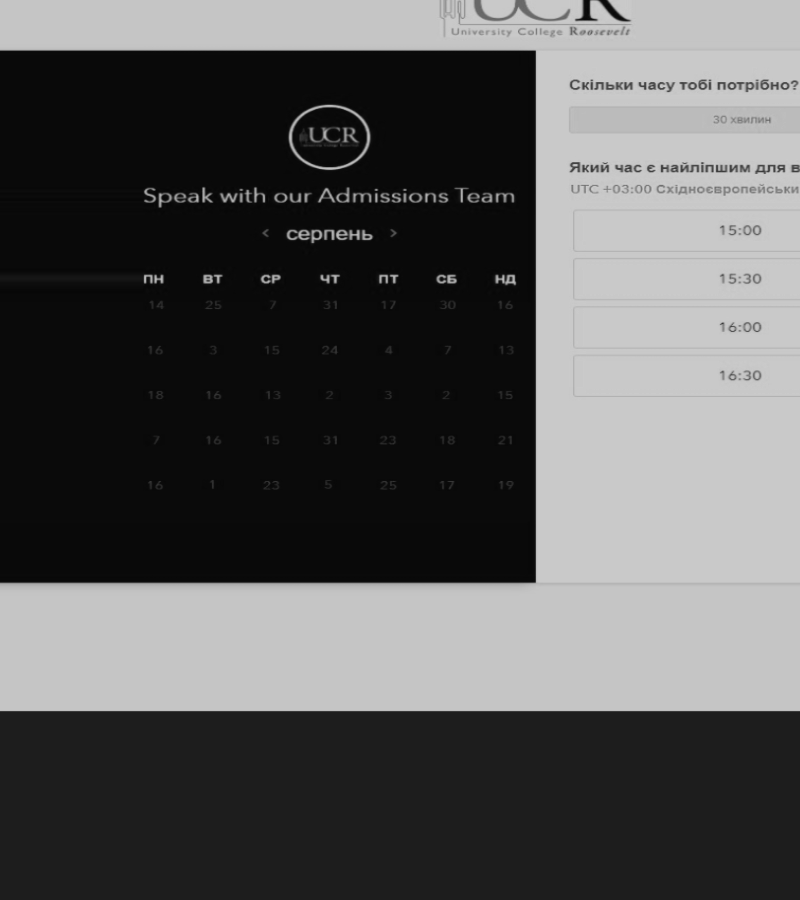 UCR
University College Roosevelt
UCR
Speak with our Admissions Team
< серпень >
ПН ВТ СР ЧТ ПТ СБ НД
14 25 7 31 17 30 16
16 3 15 24 4 7 13
18 16 13 2 3 2 15
7 16 15 31 23 18 21
16 1 23 5 25 17 19
Скільки часу тобі потрібно?
30 хвилин
Який час є найліпшим для в
UTC +03:00 Східноєвропейськи
15:00
15:30
16:00
16:30